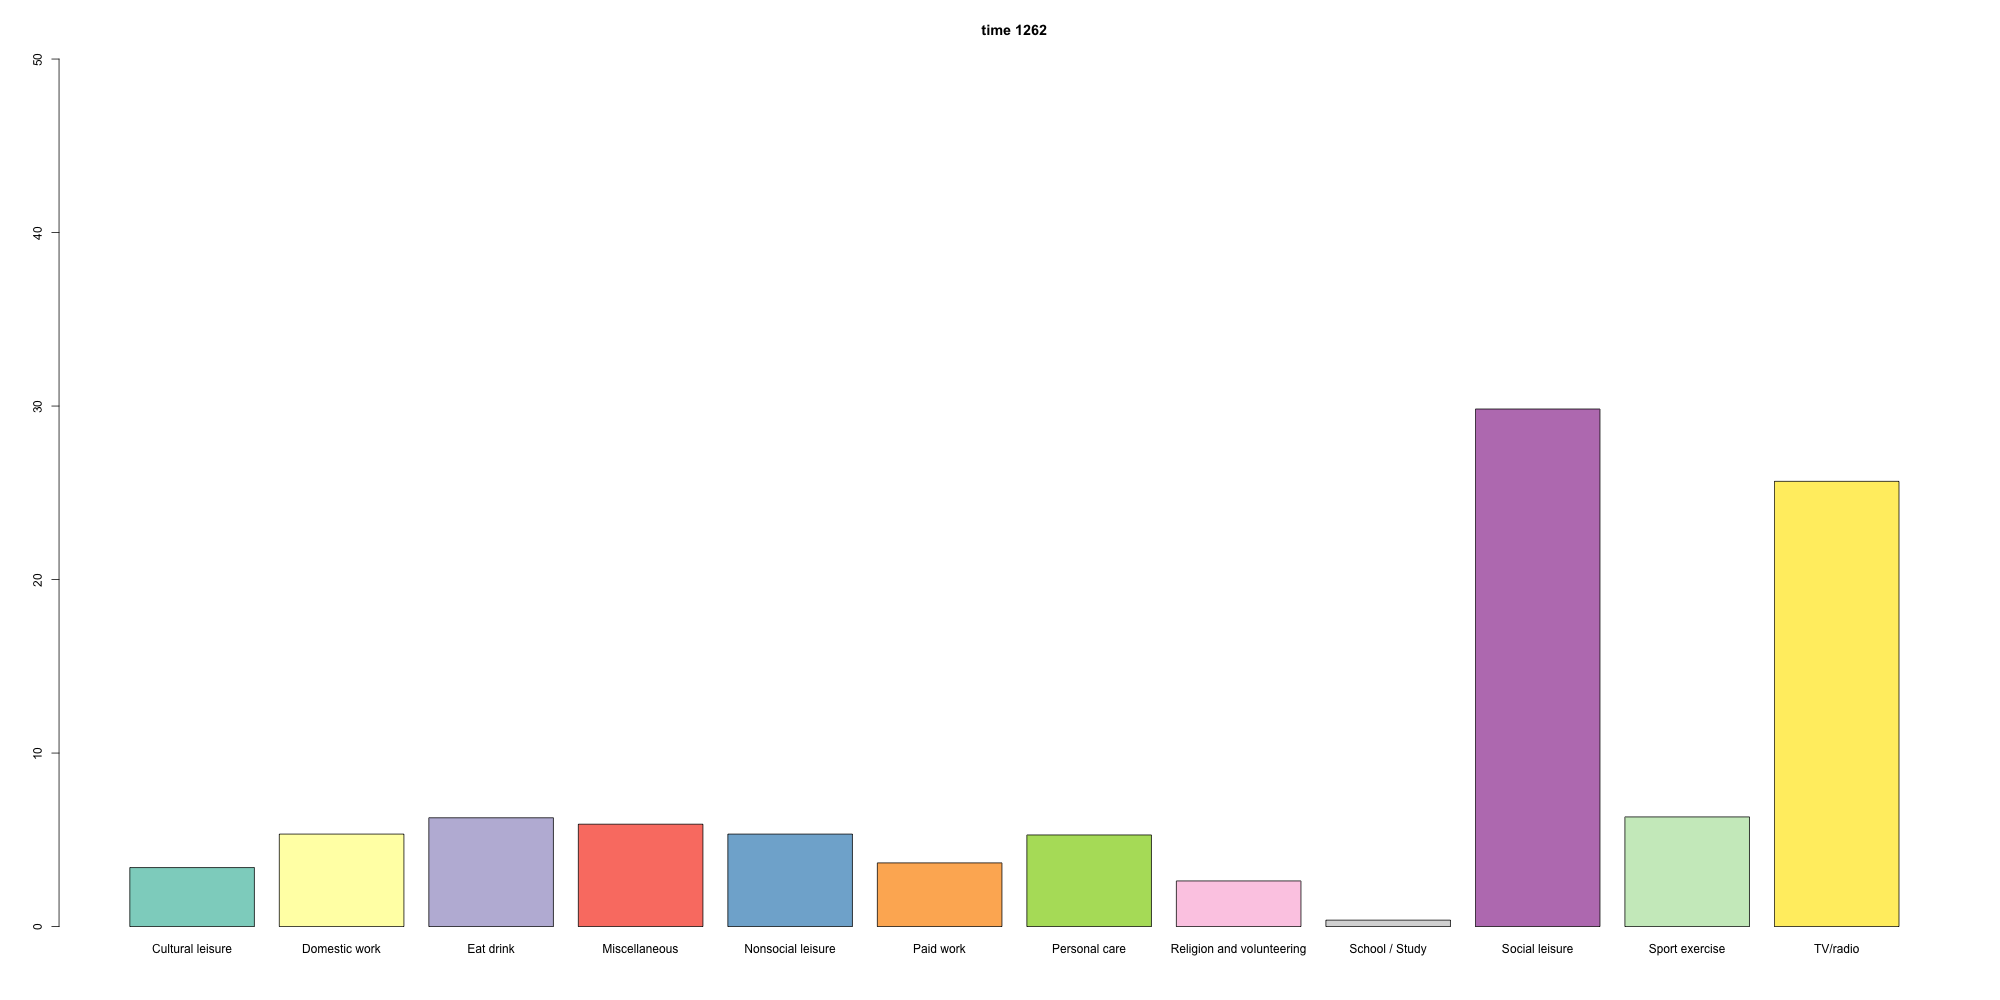 time 1262
50
40
30
20
10
0
Cultural leisure
Domestic work
Eat drink
Miscellaneous
Nonsocial leisure
Paid work
Personal care
Religion and volunteering
School / Study
Social leisure
Sport exercise
TV/radio